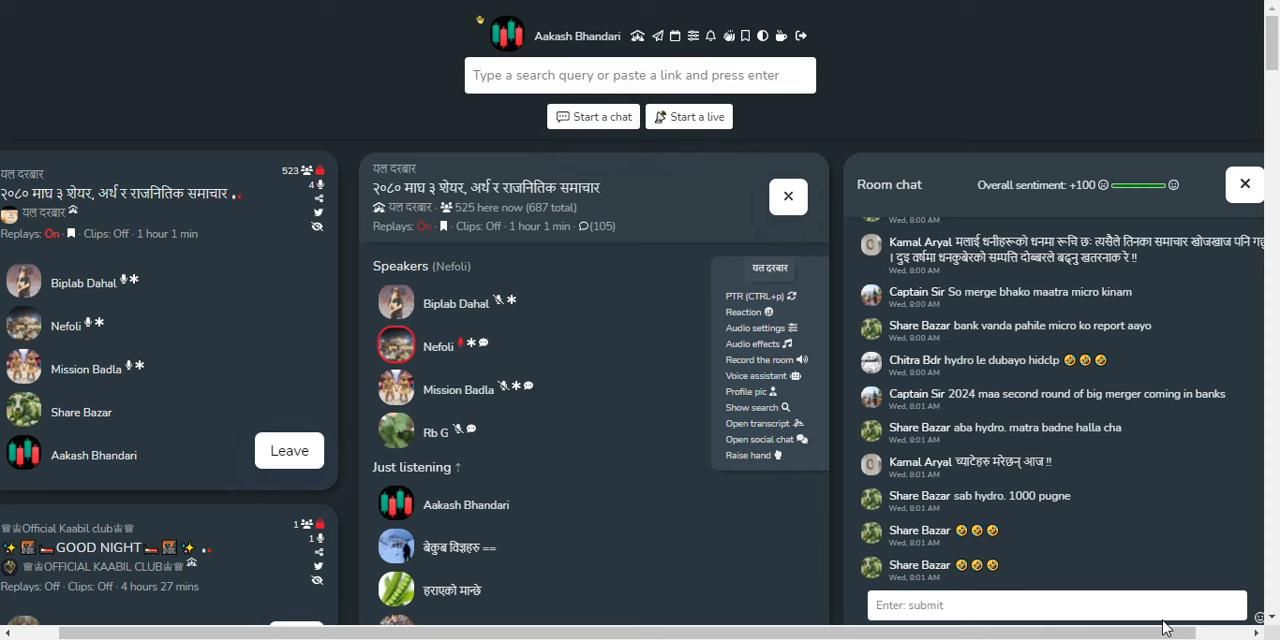 Aakash Bhandari
Type a search query or paste a link and press enter
Start a chat
Start a live
यल दरबार
523
२०८० माघ ३ शेयर, अर्थ र राजनितिक समाचार
4
यल दरबार
Replays: On · Clips: Off · 1 hour 1 min
Biplab Dahal
Nefoli
Mission Badla
Share Bazar
Aakash Bhandari
Leave
♕♔Official Kaabil club♔♕
1
GOOD NIGHT
1
♕♔OFFICIAL KAABIL CLUB♔♕
Replays: Off · Clips: Off · 4 hours 27 mins
यल दरबार
२०८० माघ ३ शेयर, अर्थ र राजनितिक समाचार
यल दरबार · 525 here now (687 total)
Replays: On · Clips: Off · 1 hour 1 min · (105)
Speakers (Nefoli)
Biplab Dahal
Nefoli
Mission Badla
Rb G
Just listening ↑
Aakash Bhandari
बेकुब विज्ञहरु ==
हराएको मान्छे
यल दरबार
PTR (CTRL+p)
Reaction
Audio settings
Audio effects
Record the room
Voice assistant
Profile pic
Show search
Open transcript
Open social chat
Raise hand
Room chat
Overall sentiment: +100
Wed, 8:00 AM
Kamal Aryal मलाई धनीहरूको धनमा रूचि छः त्यसैले तिनका समाचार खोजखाज पनि
। दुइ वर्षमा धनकुबेरको सम्पत्ति दोब्बरले बढ्नु खतरनाक रे !!
Wed, 8:00 AM
Captain Sir So merge bhako maatra micro kinam
Wed, 8:00 AM
Share Bazar bank vanda pahile micro ko report aayo
Wed, 8:00 AM
Chitra Bdr hydro le dubayo hidclp 🤣 🤣 🤣
Wed, 8:00 AM
Captain Sir 2024 maa second round of big merger coming in banks
Wed, 8:01 AM
Share Bazar aba hydro. matra badne halla cha
Wed, 8:01 AM
Kamal Aryal च्याटेहरु मरेछन् आज !!
Wed, 8:01 AM
Share Bazar sab hydro. 1000 pugne
Wed, 8:01 AM
Share Bazar 🤣 🤣 🤣
Wed, 8:01 AM
Share Bazar 🤣 🤣 🤣
Wed, 8:01 AM
Enter: submit